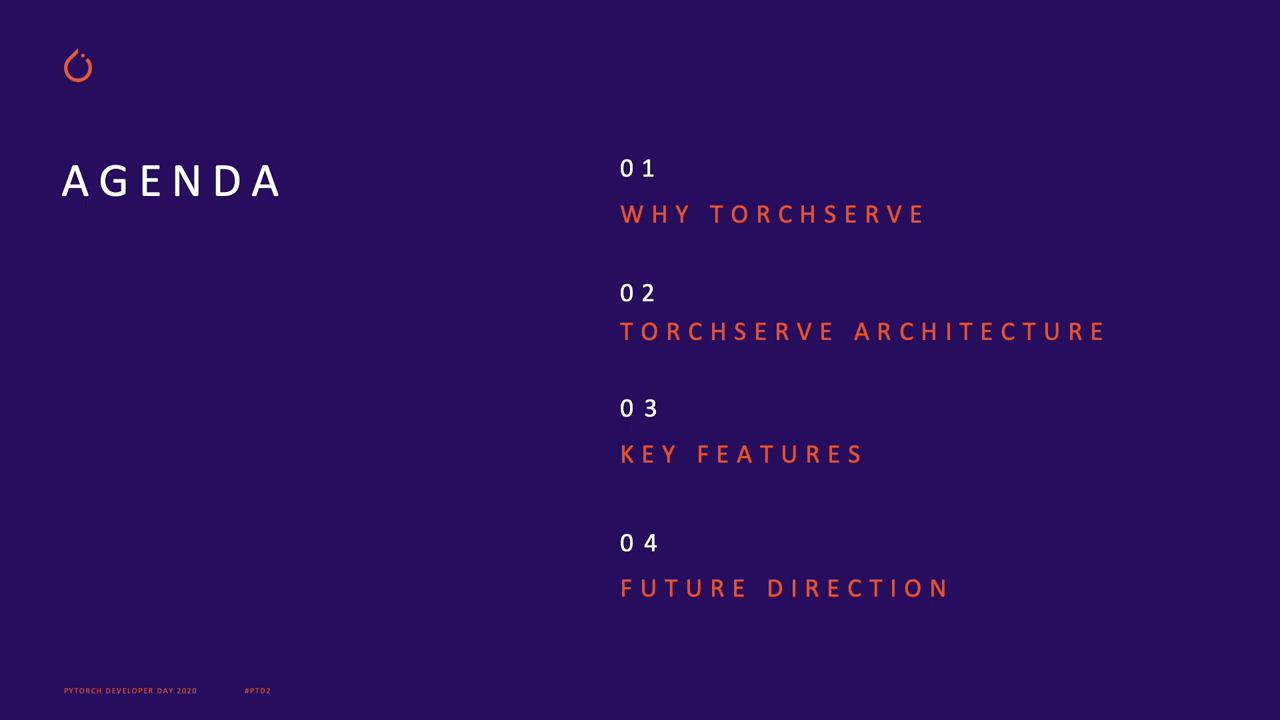 AGENDA
01
WHY TORCHSERVE
02
TORCHSERVE ARCHITECTURE
03
KEY FEATURES
04
FUTURE DIRECTION
PYTORCH DEVELOPER DAY 2020 #PTD2